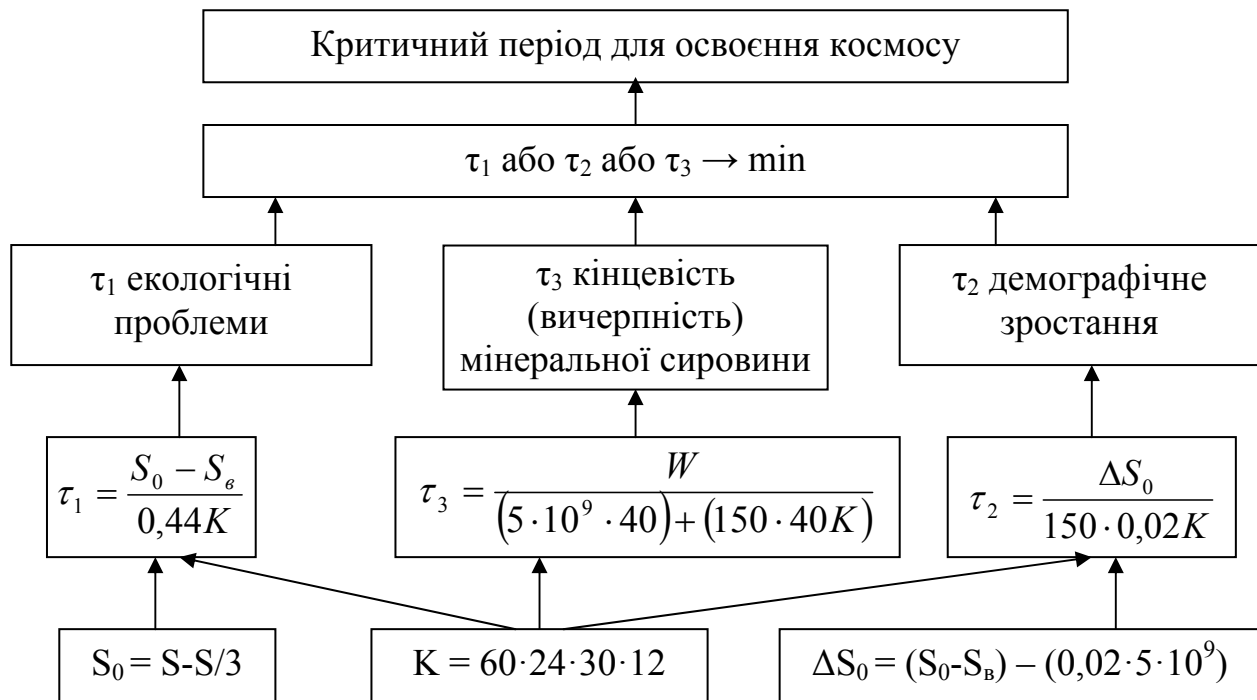 Критичний період для освоєння космосу
τ₁ або τ₂ або τ₃ → min
τ₁ екологічні
проблеми
τ₃ кінцевість
(вичерпність)
мінеральної сировини
τ₂ демографічне
зростання
τ₁ = (S₀ − Sв) / 0,44K
τ₃ = W / ((5·10⁹·40)+(150·40K))
τ₂ = ΔS₀ / 150·0,02K
S₀ = S-S/3
K = 60·24·30·12
ΔS₀ = (S₀-Sв) – (0,02·5·10⁹)